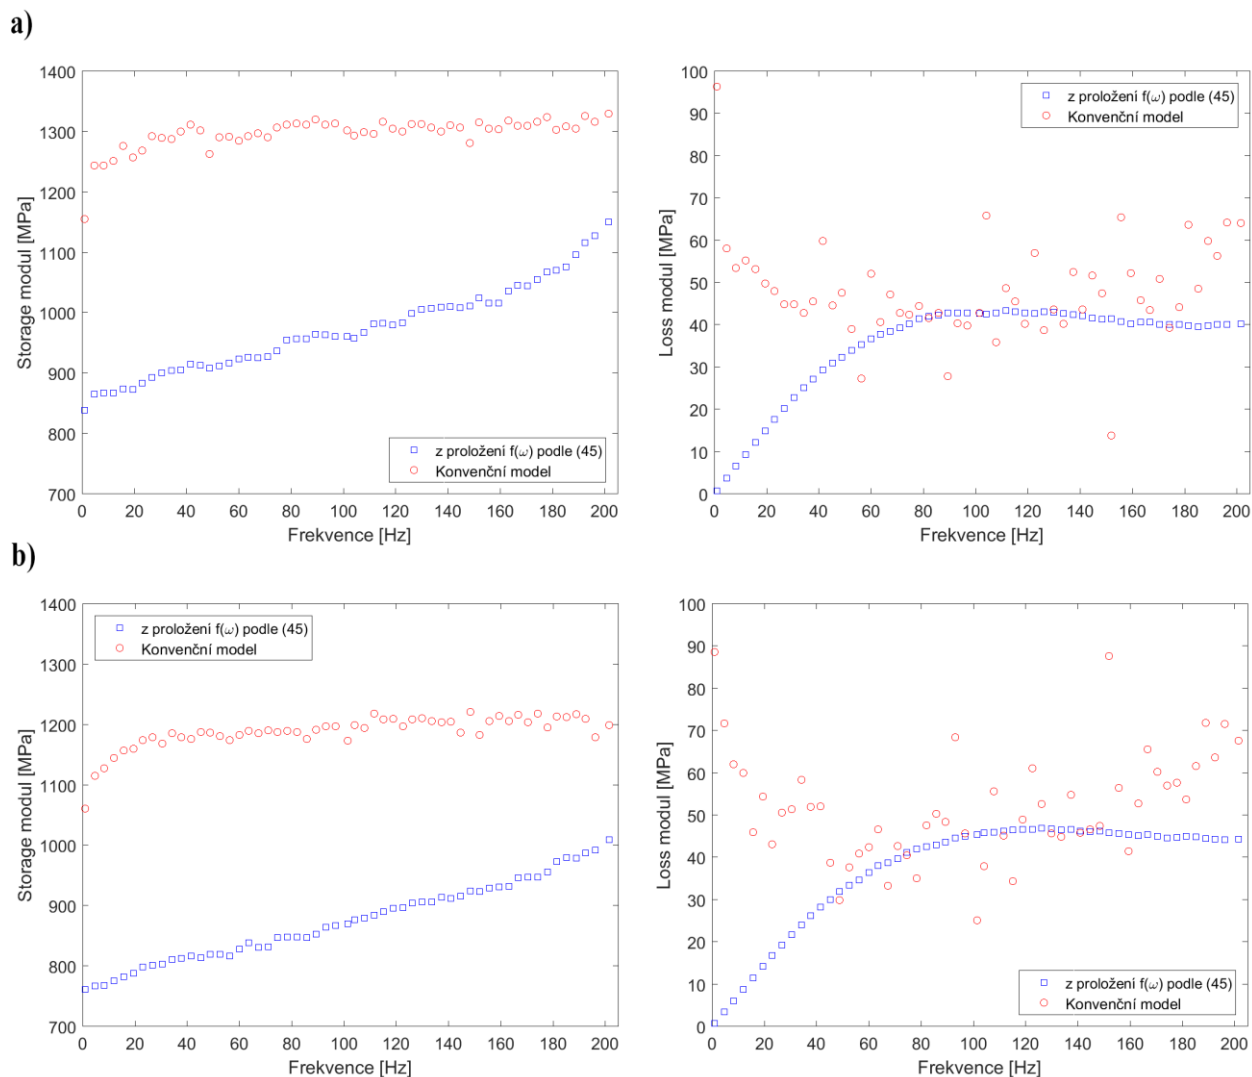 a)
1400
1300
1200
1100
1000
900
800
700
Storage modul [MPa]
0 20 40 60 80 100 120 140 160 180 200
Frekvence [Hz]
z proložení f(ω) podle (45)
Konvenční model
100
90
80
70
60
50
40
30
20
10
0
Loss modul [MPa]
0 20 40 60 80 100 120 140 160 180 200
Frekvence [Hz]
z proložení f(ω) podle (45)
Konvenční model
b)
1400
1300
1200
1100
1000
900
800
700
Storage modul [MPa]
0 20 40 60 80 100 120 140 160 180 200
Frekvence [Hz]
z proložení f(ω) podle (45)
Konvenční model
100
90
80
70
60
50
40
30
20
10
0
Loss modul [MPa]
0 20 40 60 80 100 120 140 160 180 200
Frekvence [Hz]
z proložení f(ω) podle (45)
Konvenční model